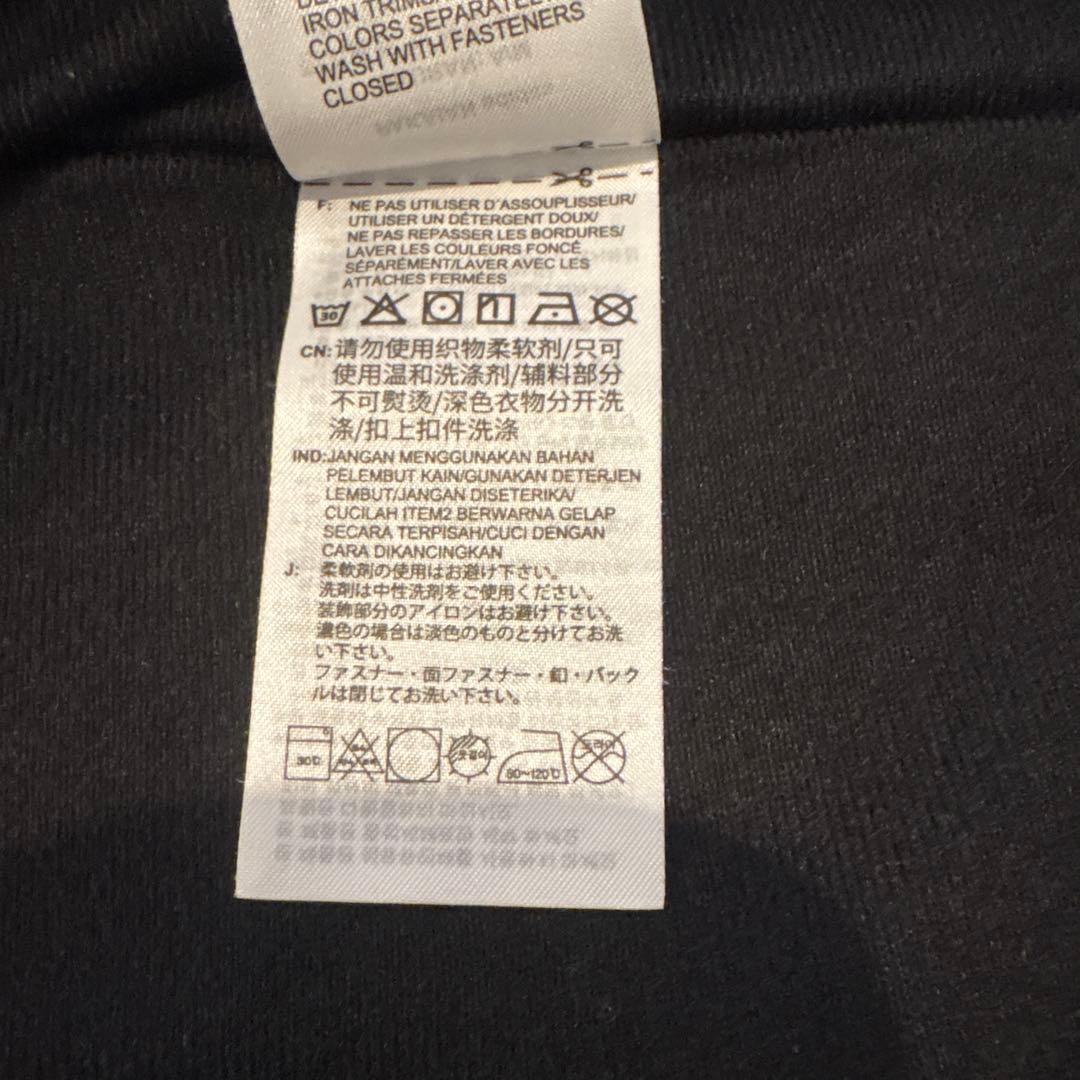 IRON TRIMS
COLORS SEPARATEL
WASH WITH FASTENERS
CLOSED
F: NE PAS UTILISER D´ASSOUPLISSEUR/
UTILISER UN DÉTERGENT DOUX/
NE PAS REPASSER LES BORDURES/
LAVER LES COULEURS FONCÉ
SÉPARÉMENT/LAVER AVEC LES
ATTACHES FERMÉES
30
CN:请勿使用织物柔软剂/只可
使用温和洗涤剂/辅料部分
不可熨烫/深色衣物分开洗
涤/扣上扣件洗涤
IND:JANGAN MENGGUNAKAN BAHAN
PELEMBUT KAIN/GUNAKAN DETERJEN
LEMBUT/JANGAN DISETERIKA/
CUCILAH ITEM2 BERWARNA GELAP
SECARA TERPISAH/CUCI DENGAN
CARA DIKANCINGKAN
J: 柔軟剤の使用はお避け下さい。
洗剤は中性洗剤をご使用ください。
装飾部分のアイロンはお避け下さい。
濃色の場合は淡色のものと分けてお洗
い下さい。
ファスナー・面ファスナー・釦・バック
ルは閉じてお洗い下さい。
30℃ 옷걸이 80~120℃ 드라이